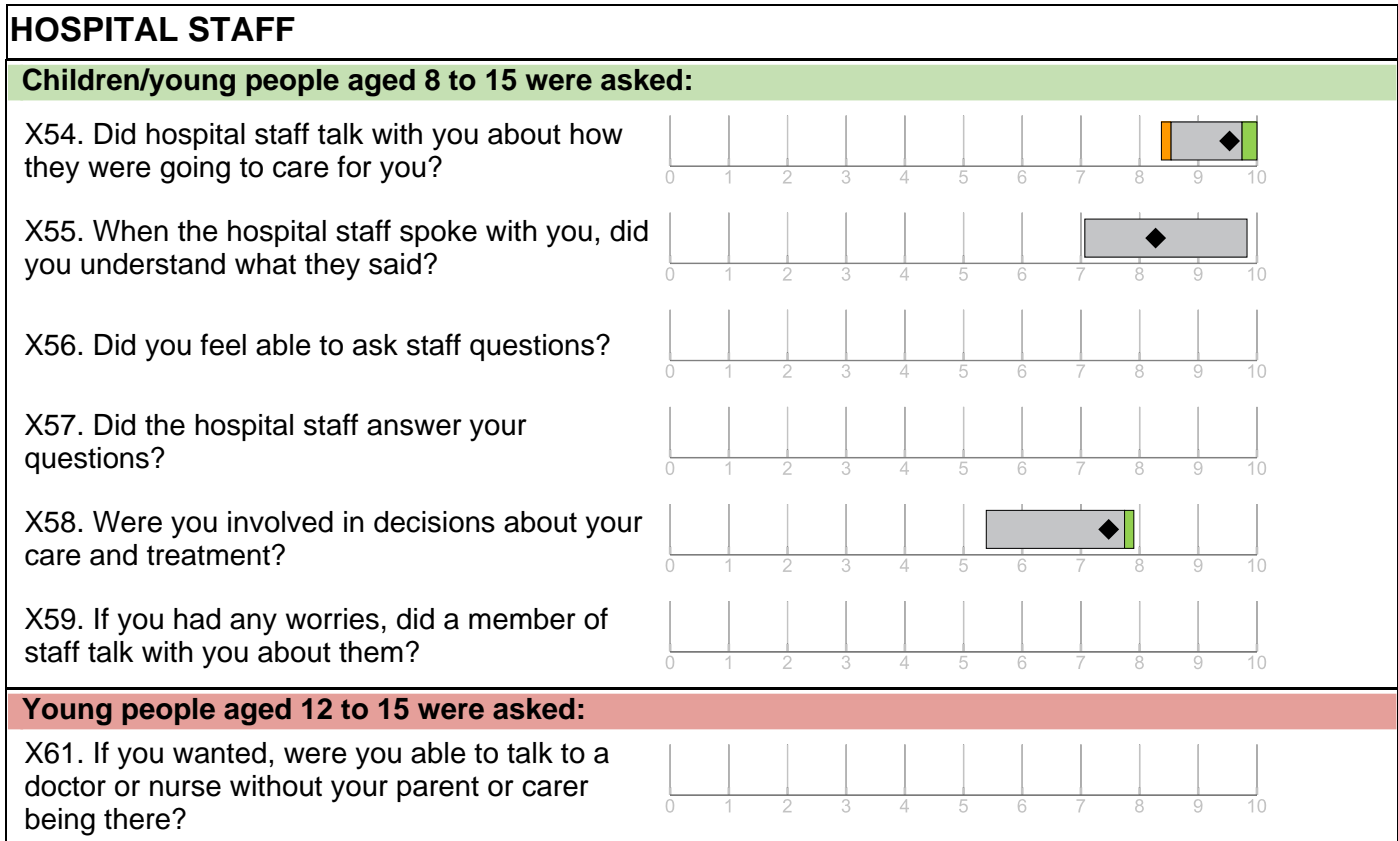 HOSPITAL STAFF
Children/young people aged 8 to 15 were asked:
X54. Did hospital staff talk with you about how
they were going to care for you?
0 1 2 3 4 5 6 7 8 9 10
X55. When the hospital staff spoke with you, did
you understand what they said?
0 1 2 3 4 5 6 7 8 9 10
X56. Did you feel able to ask staff questions?
0 1 2 3 4 5 6 7 8 9 10
X57. Did the hospital staff answer your
questions?
0 1 2 3 4 5 6 7 8 9 10
X58. Were you involved in decisions about your
care and treatment?
0 1 2 3 4 5 6 7 8 9 10
X59. If you had any worries, did a member of
staff talk with you about them?
0 1 2 3 4 5 6 7 8 9 10
Young people aged 12 to 15 were asked:
X61. If you wanted, were you able to talk to a
doctor or nurse without your parent or carer
being there?
0 1 2 3 4 5 6 7 8 9 10